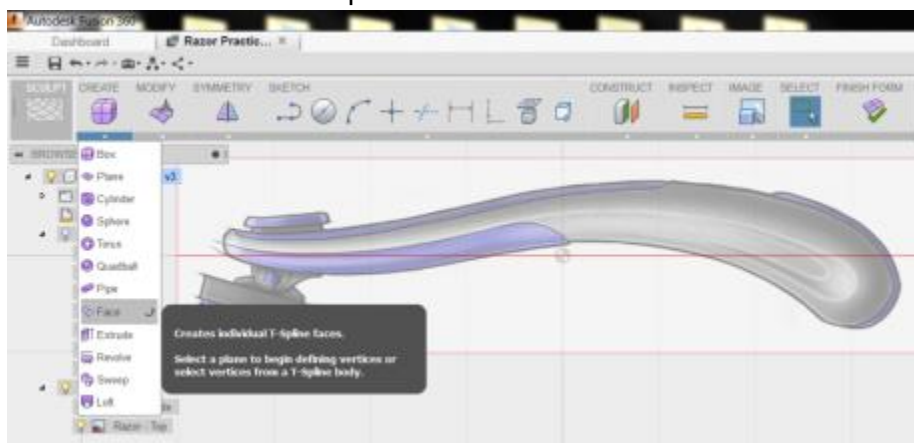 Autodesk Fusion 360
Dashboard
Razor Practic...
SCULPT CREATE MODIFY SYMMETRY SKETCH CONSTRUCT INSPECT IMAGE SELECT FINISH FORM
Box
v3
Plane
Cylinder
Sphere
Torus
Quadball
Pipe
Face
Creates individual T-Spline faces.
Extrude
Revolve
Select a plane to begin defining vertices or
select vertices from a T-Spline body.
Sweep
Loft
Razor - Top